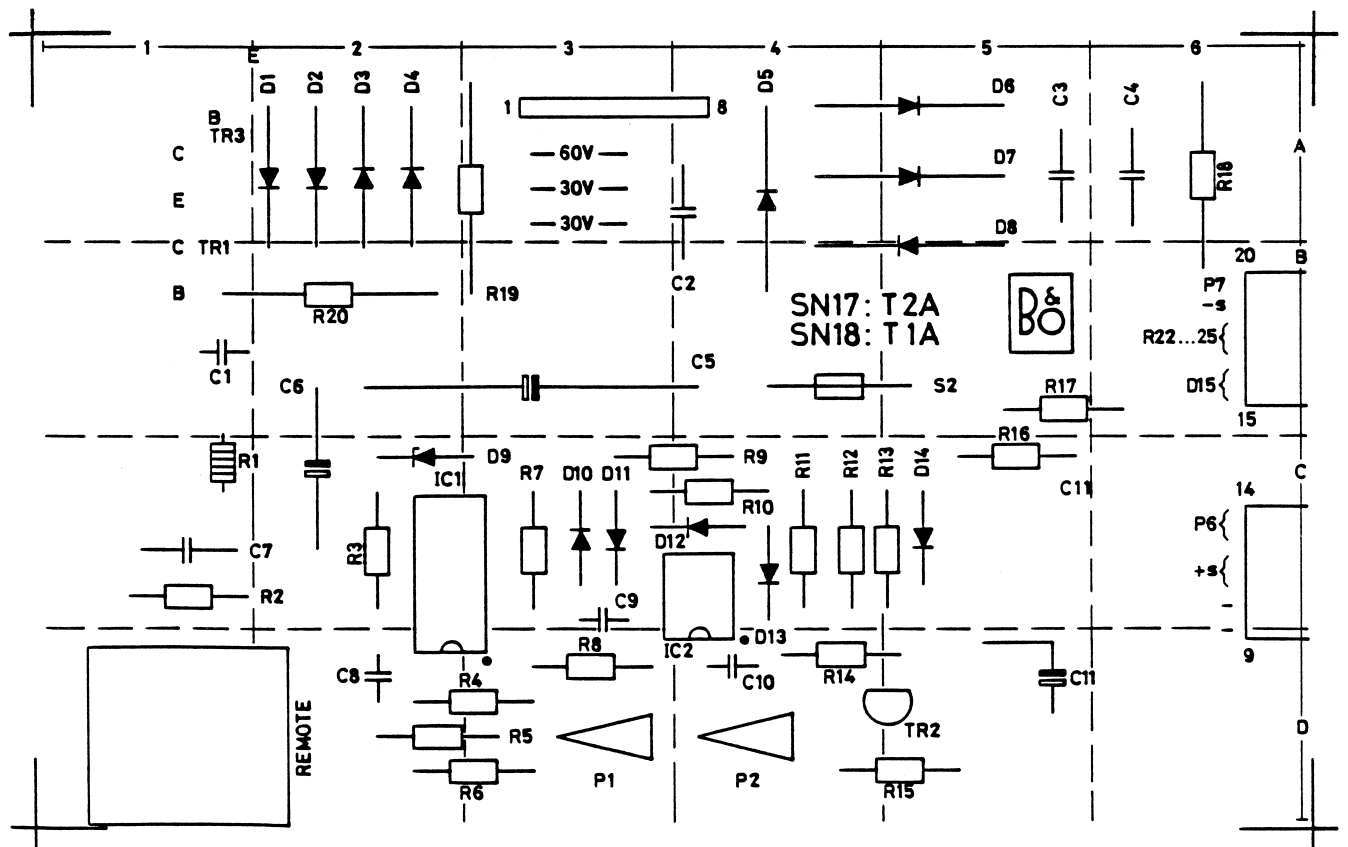 1 2 3 4 5 6
E
D1 D2 D3 D4 D5 D6 C3 C4
B
TR3
1 8
C
60V
D7
A
E
30V
R18
30V
D8
C TR1
20 B
B
R20
R19
C2
SN17: T2A
SN18: T1A
B&O
P7
-s
R22...25{
C1
C6
C5
S2
R17
D15{
15
R1
D9
R9
R16
C
IC1
R7 D10 D11
R10
R11 R12 R13 D14
C11
14
P6{
C7
R3
D12
+s{
R2
C9
-
-
IC2
D13
9
C8
R8
C10
R14
C11
R4
REMOTE
R5
TR2
D
R6
P1
P2
R15